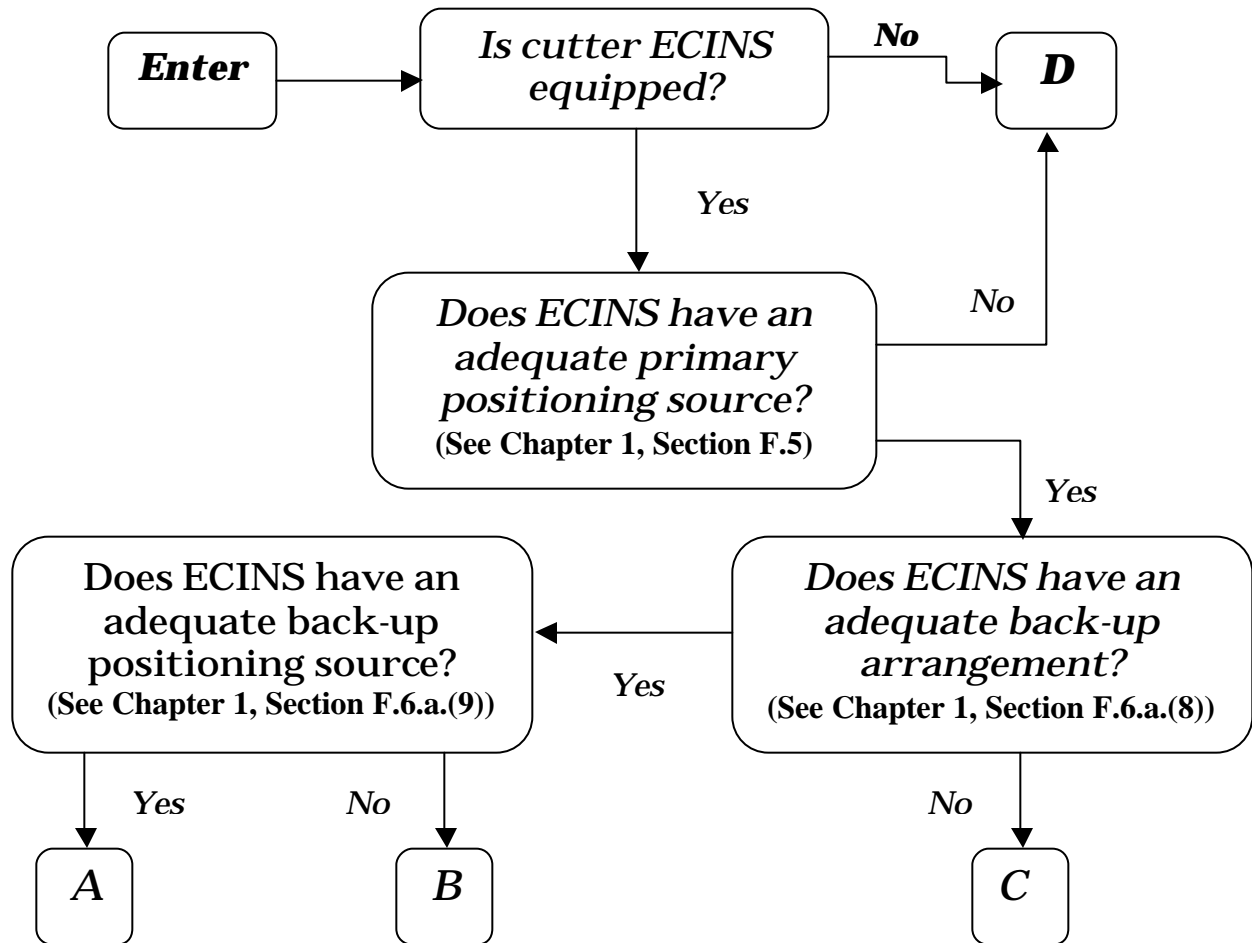 Enter
Is cutter ECINS
equipped?
No
D
Yes
Does ECINS have an
adequate primary
positioning source?
(See Chapter 1, Section F.5)
No
Yes
Does ECINS have an
adequate back-up
positioning source?
(See Chapter 1, Section F.6.a.(9))
Yes
Does ECINS have an
adequate back-up
arrangement?
(See Chapter 1, Section F.6.a.(8))
Yes
No
No
A
B
C